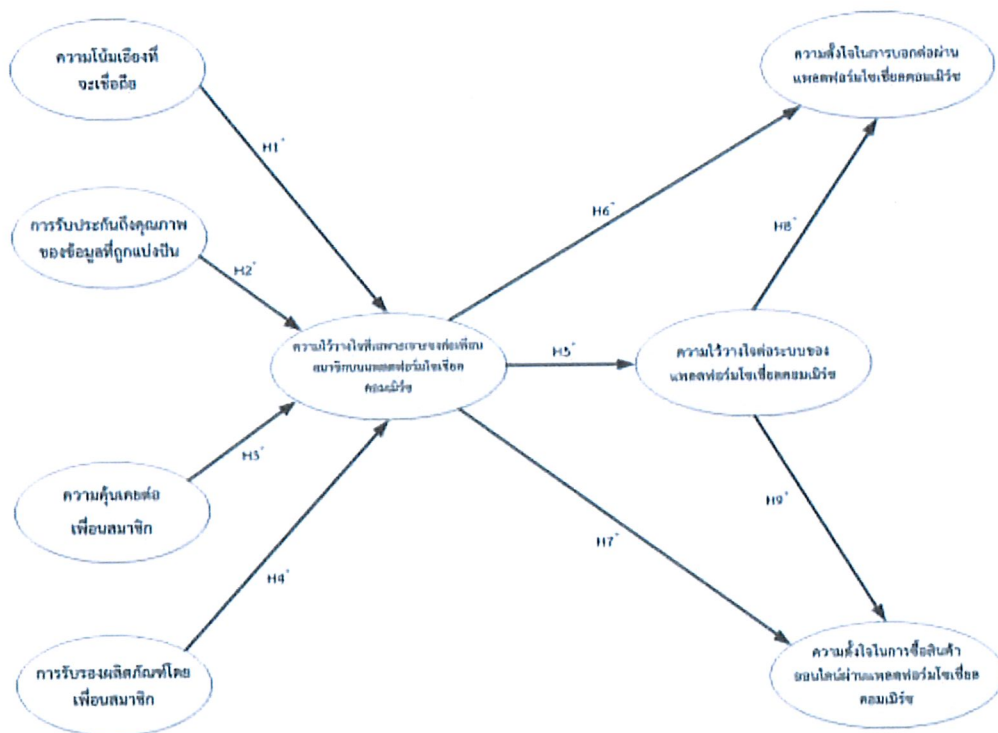 ความโน้มเอียงที่
จะเชื่อถือ
ความตั้งใจในการบอกต่อผ่าน
แพลตฟอร์มโซเชี่ยลคอมเมิร์ซ
H1+
การรับประกันถึงคุณภาพ
ของข้อมูลที่ถูกแบ่งปัน
H2+
H6+
H8+
ความไว้วางใจที่เฉพาะเจาะจงต่อเพื่อน
สมาชิกบนแพลตฟอร์มโซเชี่ยล
คอมเมิร์ซ
H5+
ความไว้วางใจต่อระบบของ
แพลตฟอร์มโซเชี่ยลคอมเมิร์ซ
H3+
ความคุ้นเคยต่อ
เพื่อนสมาชิก
H4+
H7+
H9+
การรับรองผลิตภัณฑ์โดย
เพื่อนสมาชิก
ความตั้งใจในการซื้อสินค้า
ออนไลน์ผ่านแพลตฟอร์มโซเชี่ยล
คอมเมิร์ซ